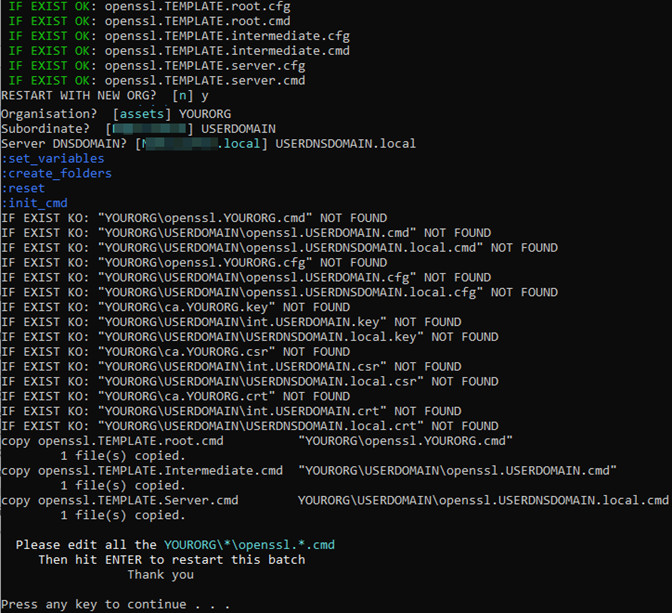 IF EXIST OK: openssl.TEMPLATE.root.cfg
IF EXIST OK: openssl.TEMPLATE.root.cmd
IF EXIST OK: openssl.TEMPLATE.intermediate.cfg
IF EXIST OK: openssl.TEMPLATE.intermediate.cmd
IF EXIST OK: openssl.TEMPLATE.server.cfg
IF EXIST OK: openssl.TEMPLATE.server.cmd
RESTART WITH NEW ORG? [n] y
Organisation? [assets] YOURORG
Subordinate? [ ] USERDOMAIN
Server DNSDOMAIN? [ .local] USERDNSDOMAIN.local
:set_variables
:create_folders
:reset
:init_cmd
IF EXIST KO: "YOURORG\openssl.YOURORG.cmd" NOT FOUND
IF EXIST KO: "YOURORG\USERDOMAIN\openssl.USERDOMAIN.cmd" NOT FOUND
IF EXIST KO: "YOURORG\USERDOMAIN\openssl.USERDNSDOMAIN.local.cmd" NOT FOUND
IF EXIST KO: "YOURORG\openssl.YOURORG.cfg" NOT FOUND
IF EXIST KO: "YOURORG\USERDOMAIN\openssl.USERDOMAIN.cfg" NOT FOUND
IF EXIST KO: "YOURORG\USERDOMAIN\openssl.USERDNSDOMAIN.local.cfg" NOT FOUND
IF EXIST KO: "YOURORG\ca.YOURORG.key" NOT FOUND
IF EXIST KO: "YOURORG\USERDOMAIN\int.USERDOMAIN.key" NOT FOUND
IF EXIST KO: "YOURORG\USERDOMAIN\USERDNSDOMAIN.local.key" NOT FOUND
IF EXIST KO: "YOURORG\ca.YOURORG.csr" NOT FOUND
IF EXIST KO: "YOURORG\USERDOMAIN\int.USERDOMAIN.csr" NOT FOUND
IF EXIST KO: "YOURORG\USERDOMAIN\USERDNSDOMAIN.local.csr" NOT FOUND
IF EXIST KO: "YOURORG\ca.YOURORG.crt" NOT FOUND
IF EXIST KO: "YOURORG\USERDOMAIN\int.USERDOMAIN.crt" NOT FOUND
IF EXIST KO: "YOURORG\USERDOMAIN\USERDNSDOMAIN.local.crt" NOT FOUND
copy openssl.TEMPLATE.root.cmd "YOURORG\openssl.YOURORG.cmd"
1 file(s) copied.
copy openssl.TEMPLATE.Intermediate.cmd "YOURORG\USERDOMAIN\openssl.USERDOMAIN.cmd"
1 file(s) copied.
copy openssl.TEMPLATE.Server.cmd YOURORG\USERDOMAIN\openssl.USERDNSDOMAIN.local.cmd
1 file(s) copied.
Please edit all the YOURORG\*\openssl.*.cmd
Then hit ENTER to restart this batch
Thank you
Press any key to continue . . .